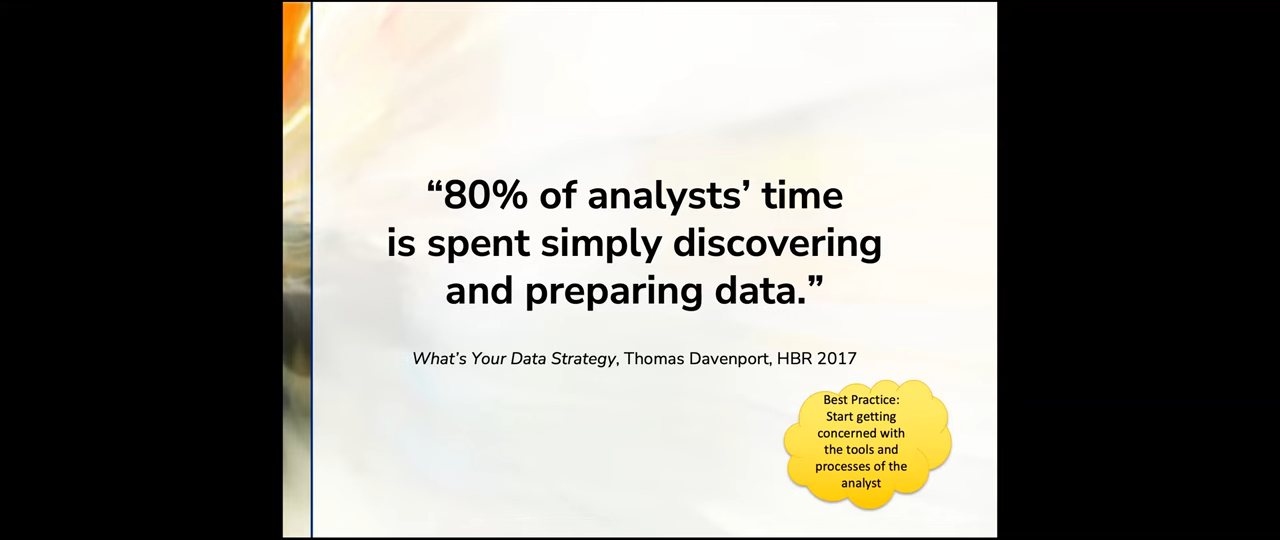 “80% of analysts’ time
is spent simply discovering
and preparing data.”
What’s Your Data Strategy, Thomas Davenport, HBR 2017
Best Practice:
Start getting
concerned with
the tools and
processes of the
analyst